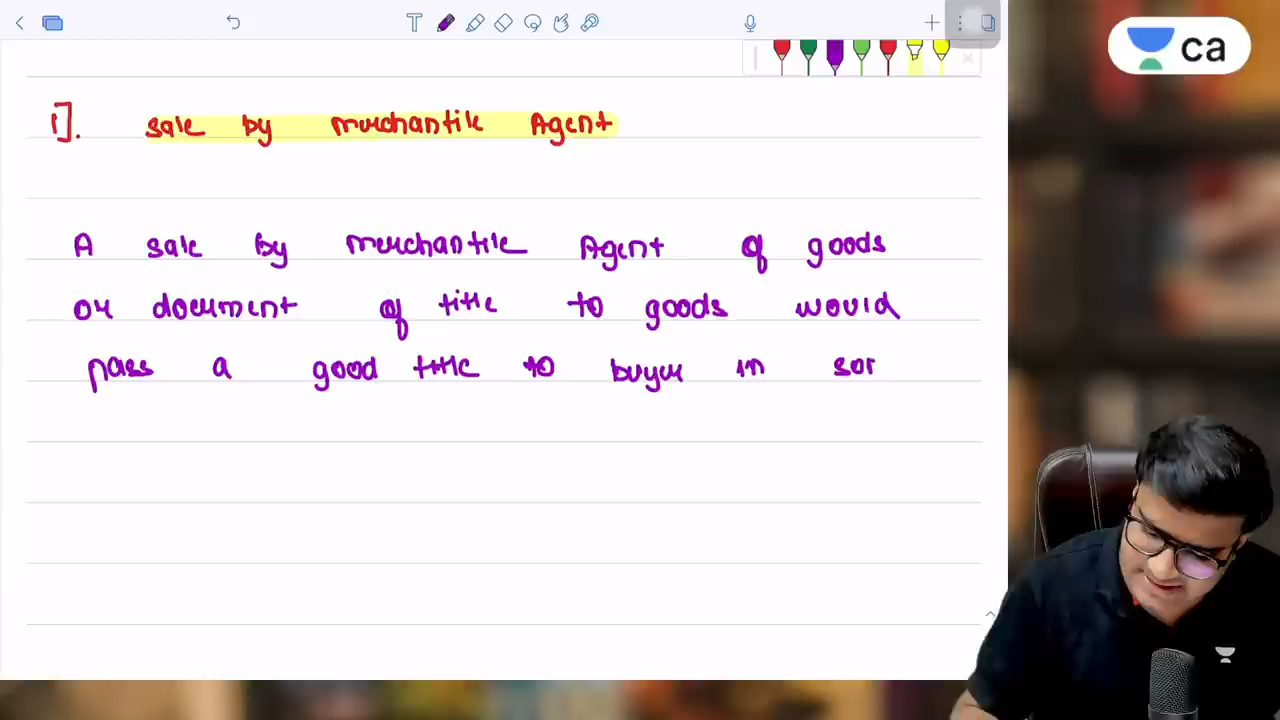 ca
1]. Sale by merchantile Agent
A sale by merchantile Agent of goods
or document of title to goods would
pass a good title to buyer in